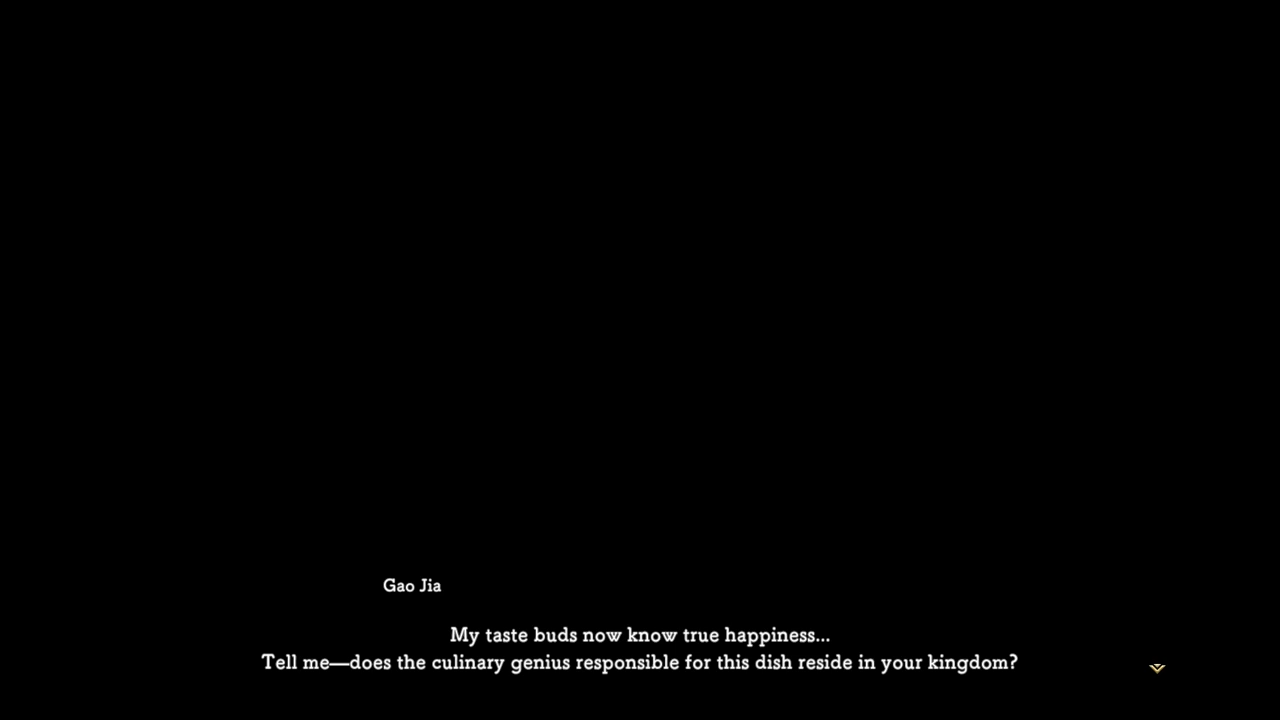 Gao Jia
My taste buds now know true happiness...
Tell me—does the culinary genius responsible for this dish reside in your kingdom?